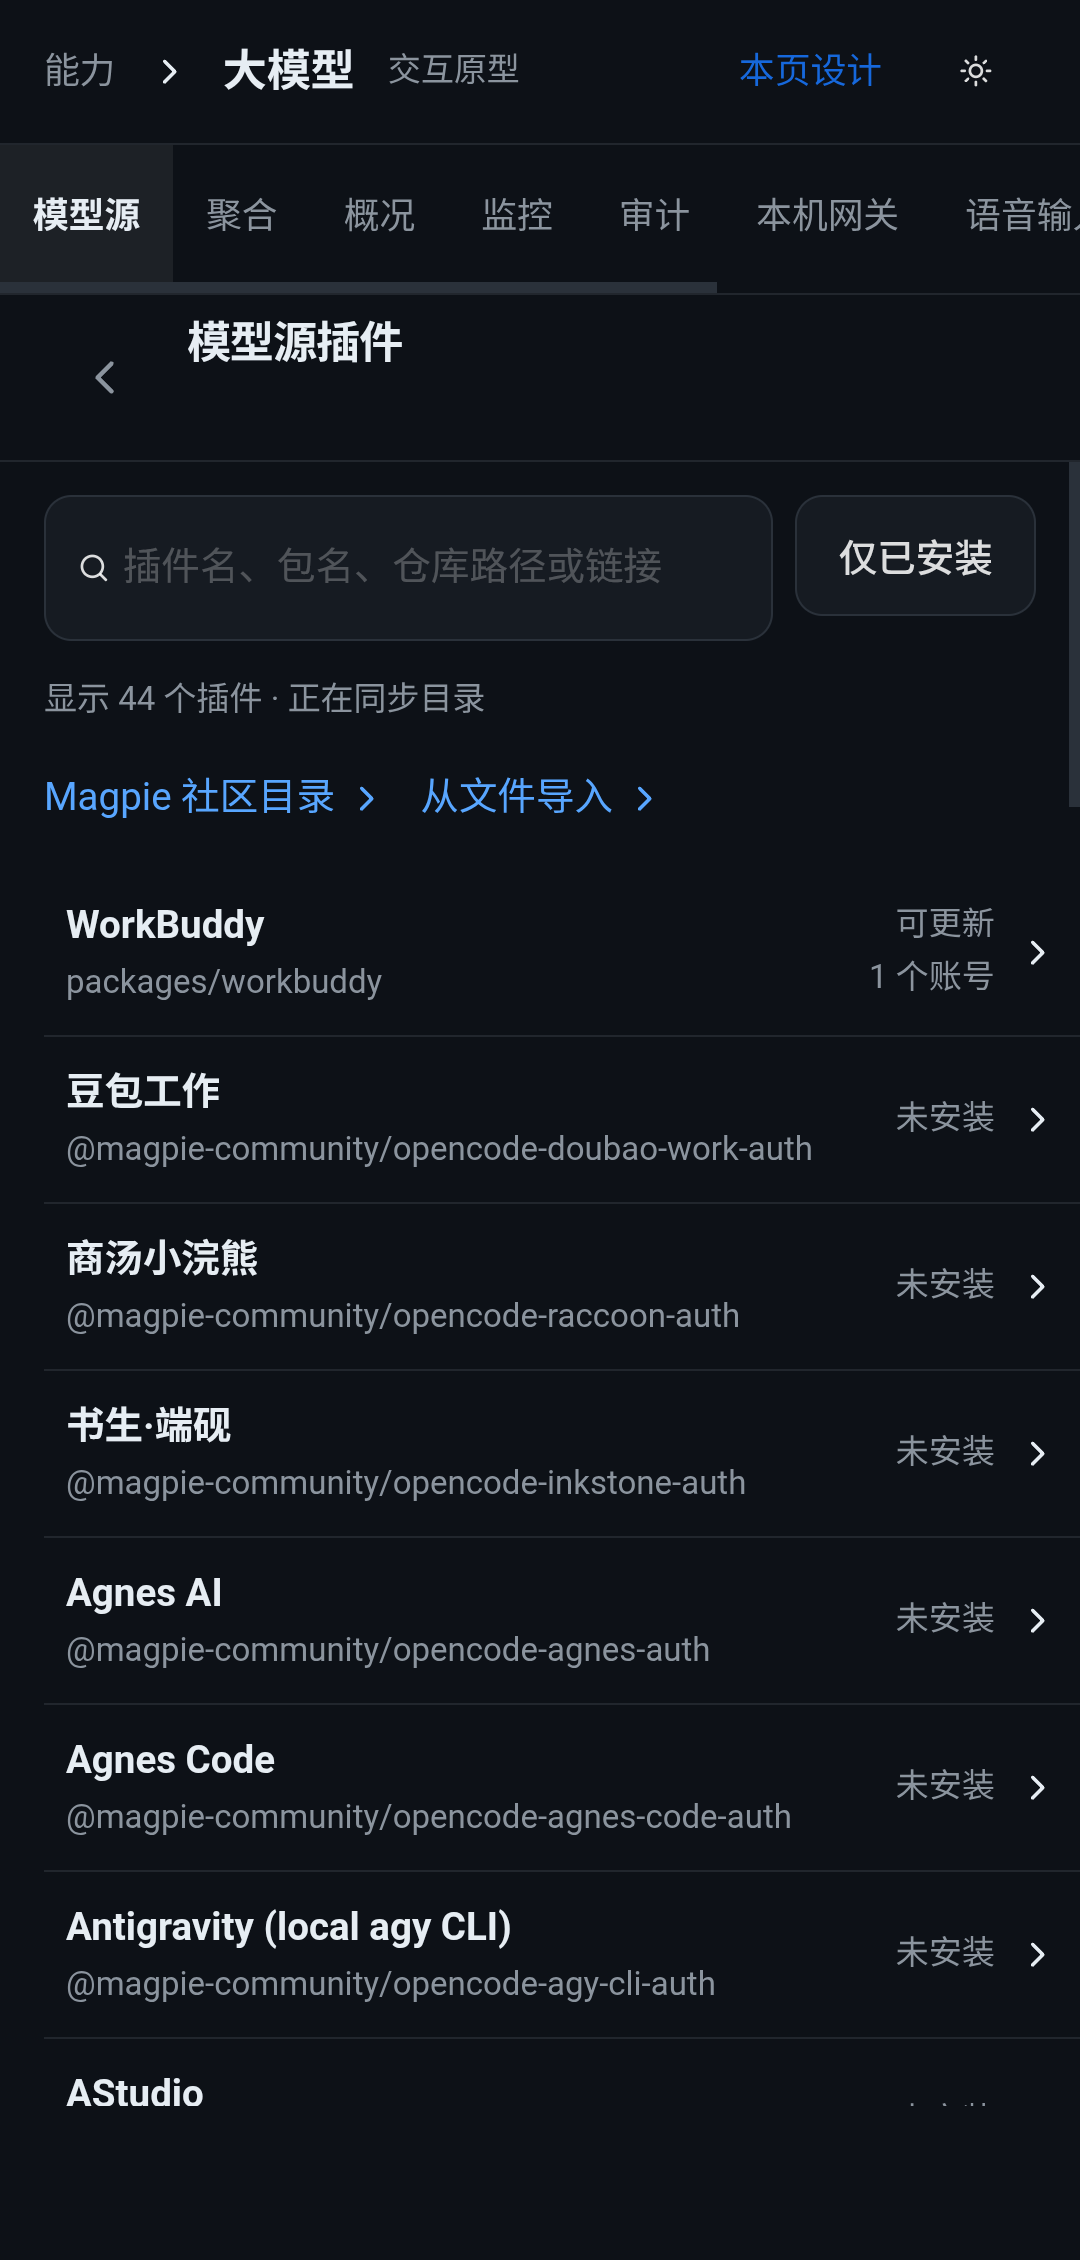 能力 大模型 交互原型 本页设计
模型源 聚合 概况 监控 审计 本机网关 语音输
模型源插件
插件名、包名、仓库路径或链接 仅已安装
显示 44 个插件 · 正在同步目录
Magpie 社区目录 从文件导入
WorkBuddy
packages/workbuddy
可更新
1 个账号
豆包工作
@magpie-community/opencode-doubao-work-auth
未安装
商汤小浣熊
@magpie-community/opencode-raccoon-auth
未安装
书生·端砚
@magpie-community/opencode-inkstone-auth
未安装
Agnes AI
@magpie-community/opencode-agnes-auth
未安装
Agnes Code
@magpie-community/opencode-agnes-code-auth
未安装
Antigravity (local agy CLI)
@magpie-community/opencode-agy-cli-auth
未安装
AStudio